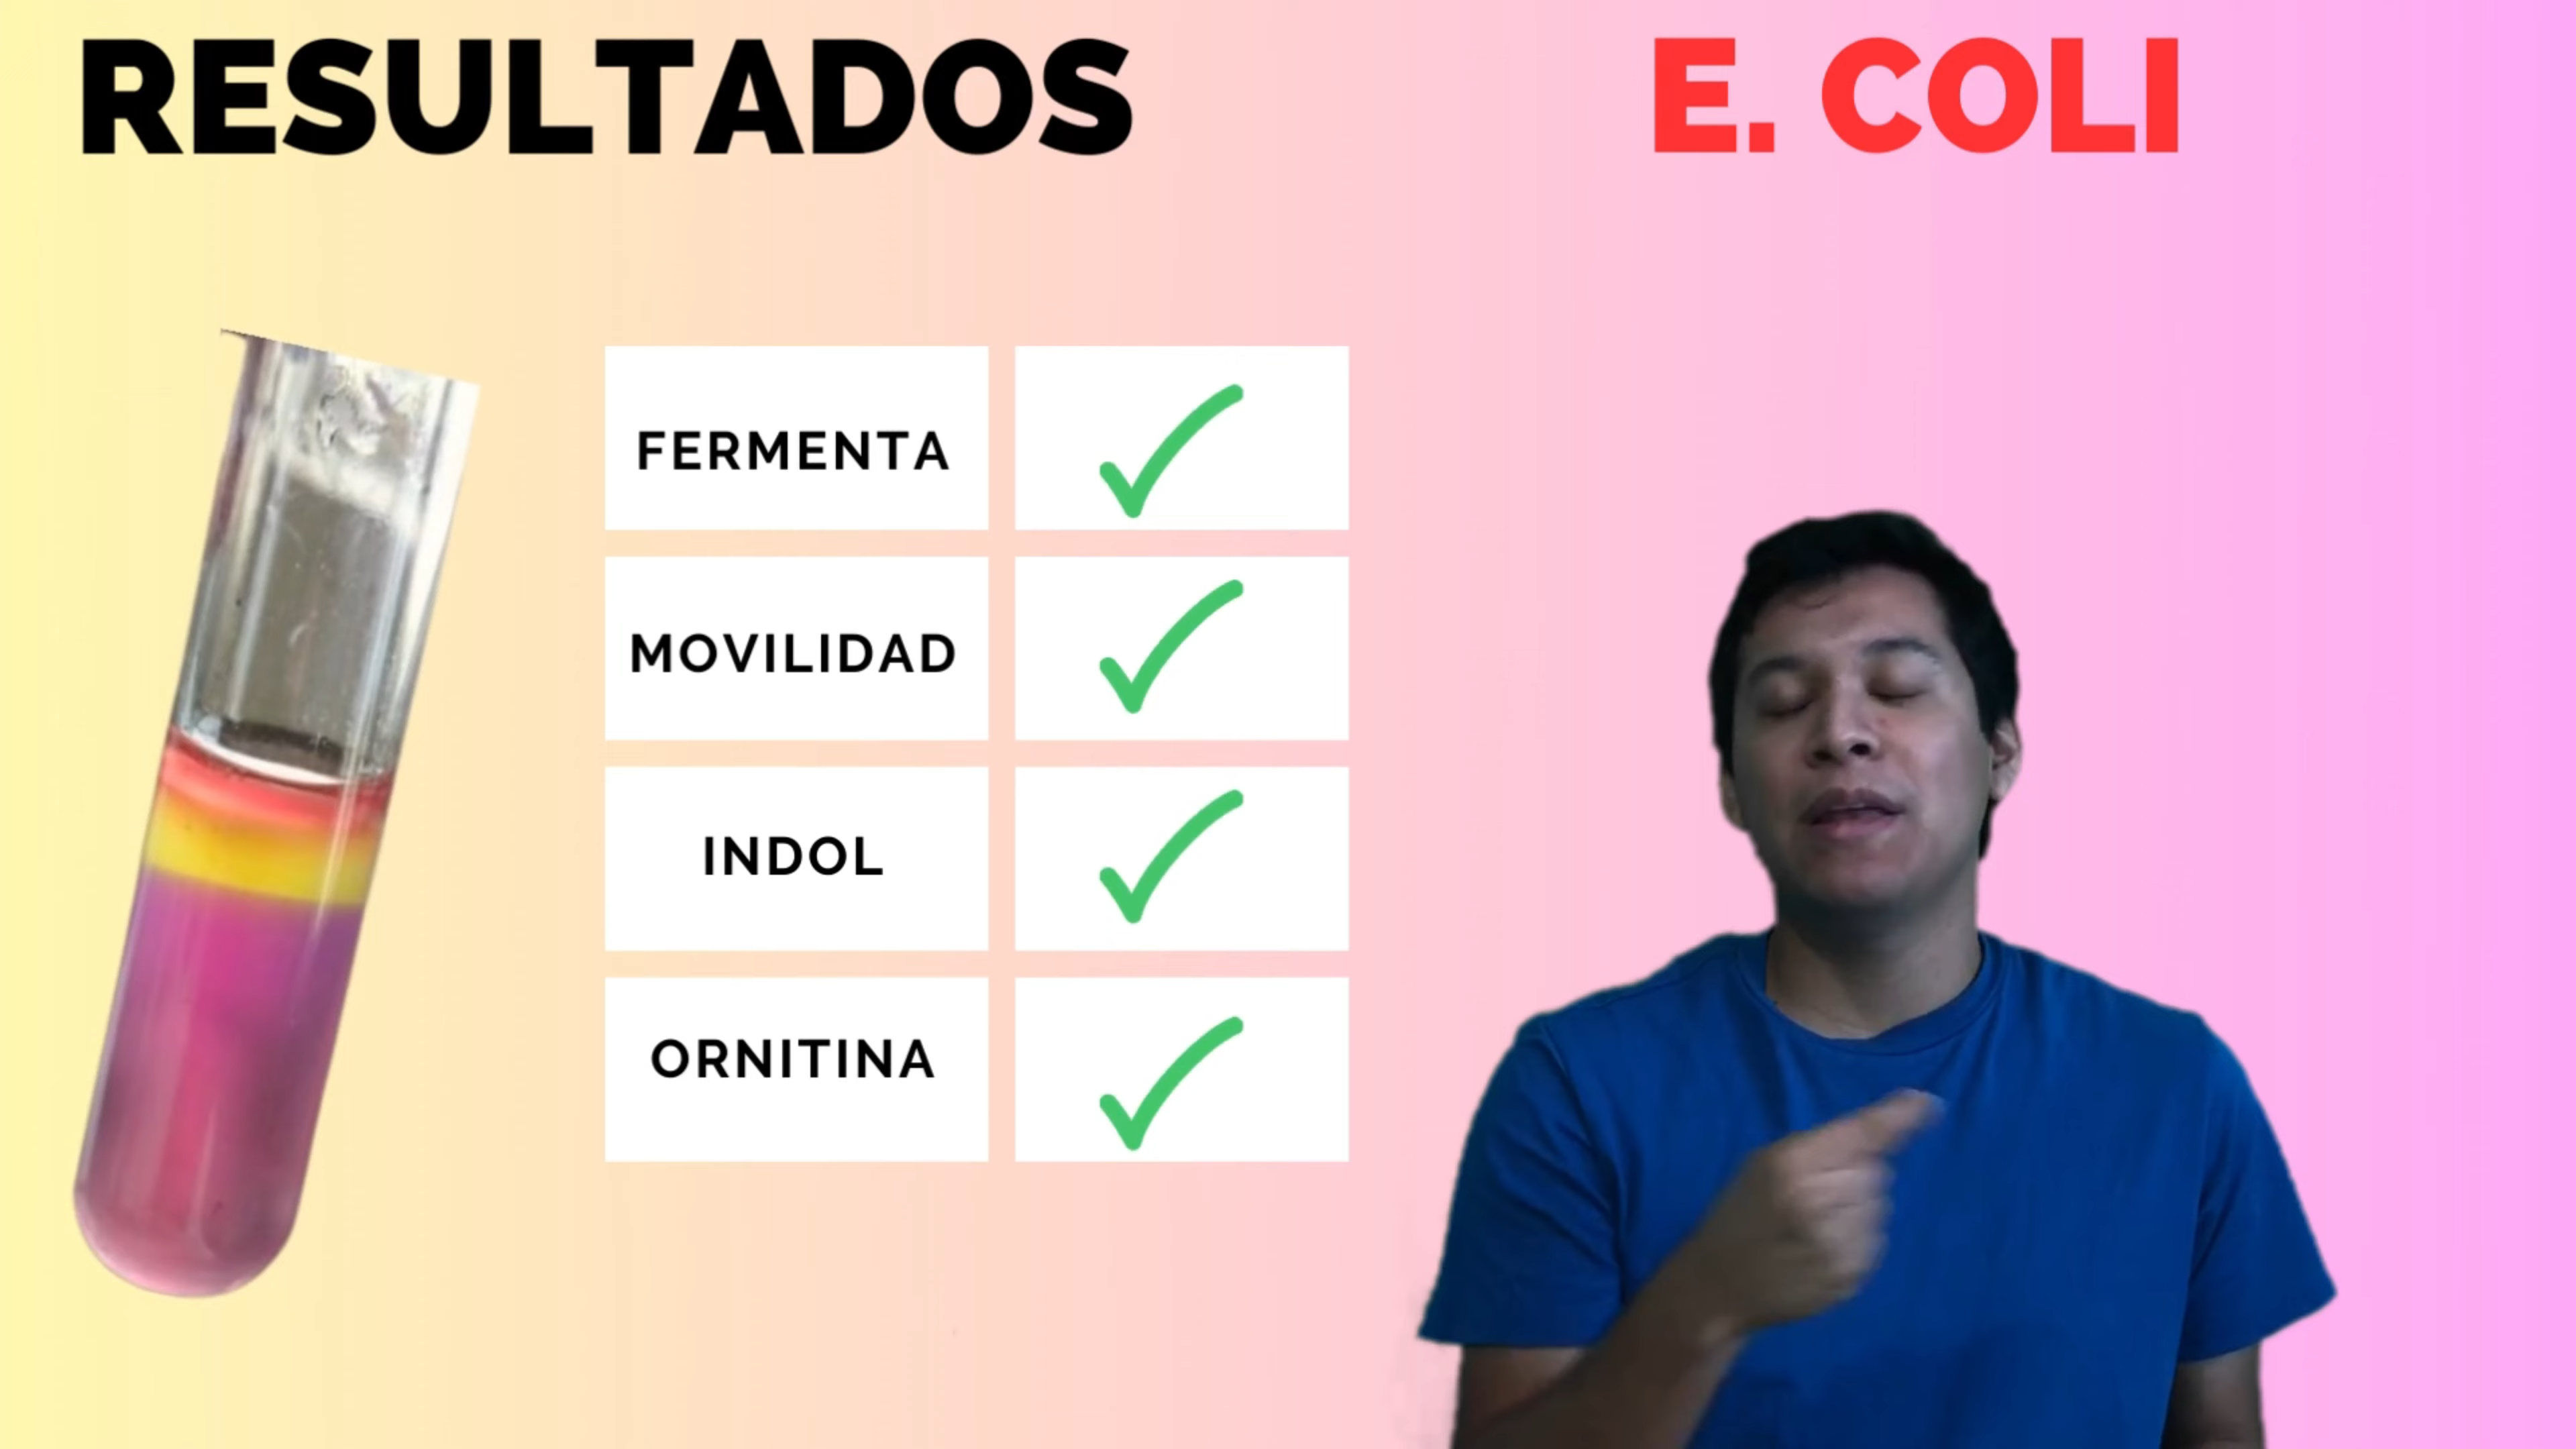 RESULTADOS
E. COLI
FERMENTA
MOVILIDAD
INDOL
ORNITINA